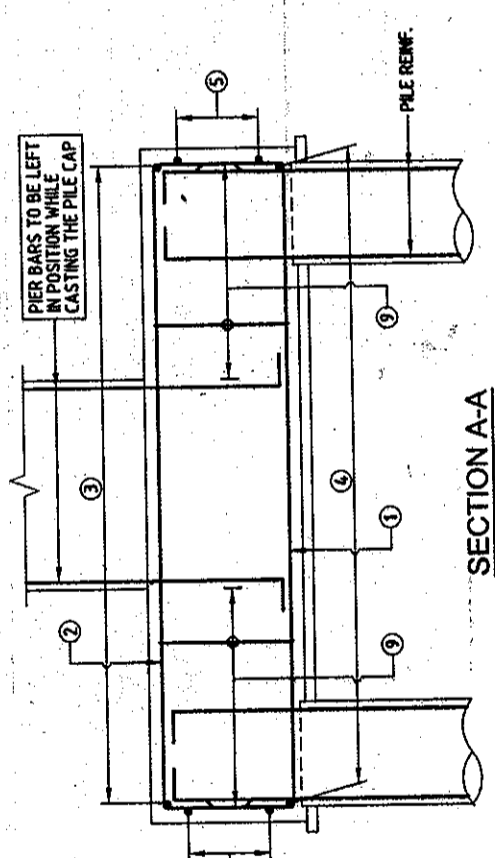 PIER BARS TO BE LEFT
IN POSITION WHILE
CASTING THE PILE CAP
5
3
2
9
9
4
1
PILE REINF.
SECTION A-A